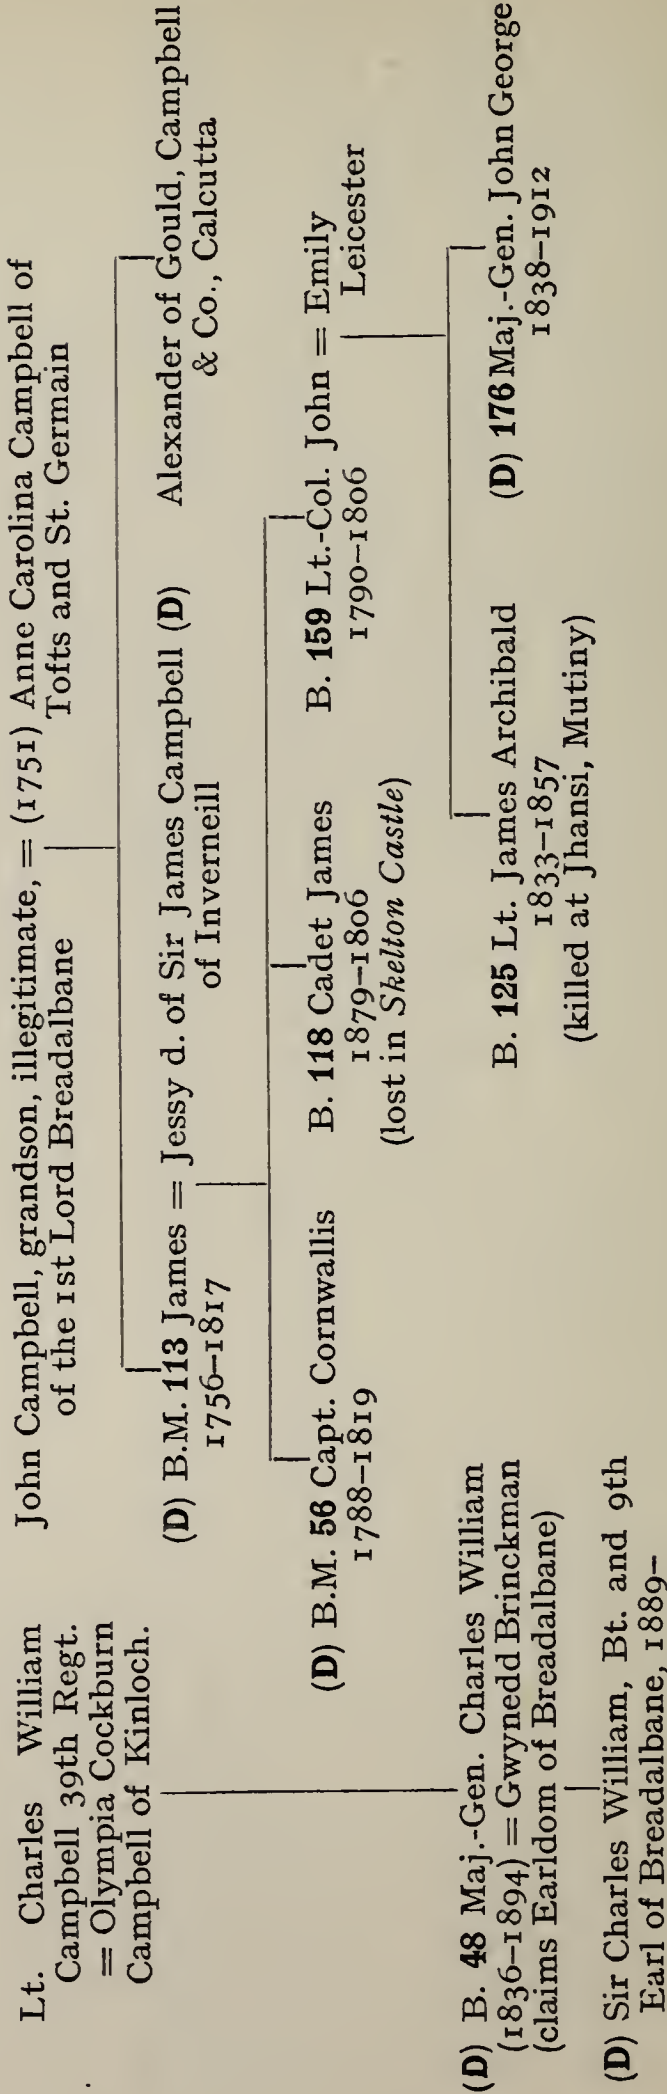 Lt. Charles William
Campbell 39th Regt.
= Olympia Cockburn
Campbell of Kinloch.
John Campbell, grandson, illegitimate, = (1751) Anne Carolina Campbell of
of the 1st Lord Breadalbane
Tofts and St. Germain
(D) B.M. 113 James = Jessy d. of Sir James Campbell (D)
1756–1817
of Inverneill
Alexander of Gould, Campbell
& Co., Calcutta
(D) B.M. 56 Capt. Cornwallis
1788–1819
B. 118 Cadet James
1879–1806
(lost in Skelton Castle)
B. 159 Lt.-Col. John = Emily
1790–1806
Leicester
(D) B. 48 Maj.-Gen. Charles William
(1836–1894) = Gwynedd Brinckman
(claims Earldom of Breadalbane)
B. 125 Lt. James Archibald
1833–1857
(killed at Jhansi, Mutiny)
(D) 176 Maj.-Gen. John George
1838–1912
(D) Sir Charles William, Bt. and 9th
Earl of Breadalbane, 1889–